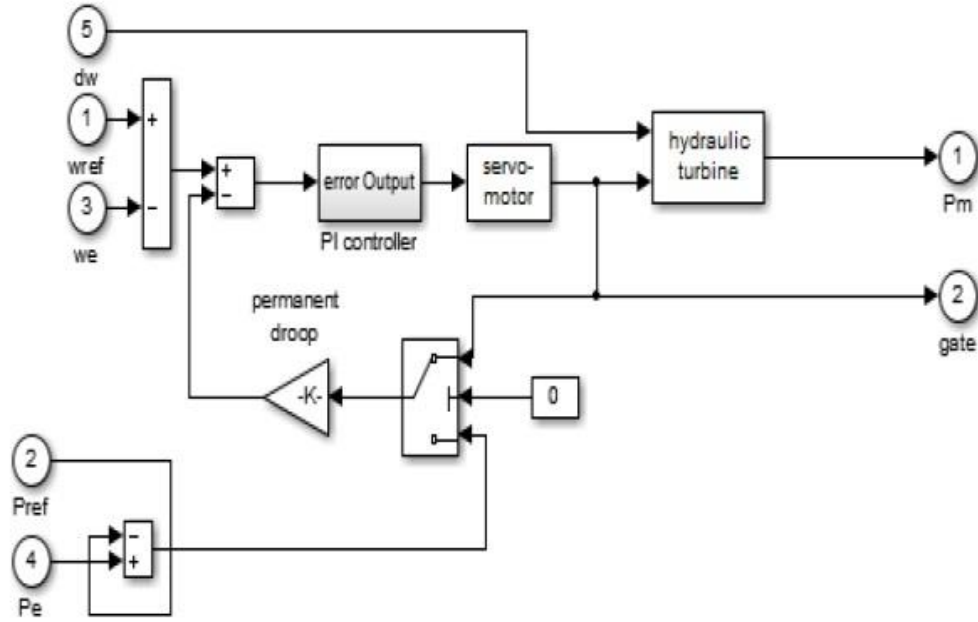 5
dw
1
wref
3
we
+
−
+
−
error Output
PI controller
servo-
motor
hydraulic
turbine
1
Pm
2
gate
permanent
droop
-K-
0
2
Pref
4
Pe
−
+